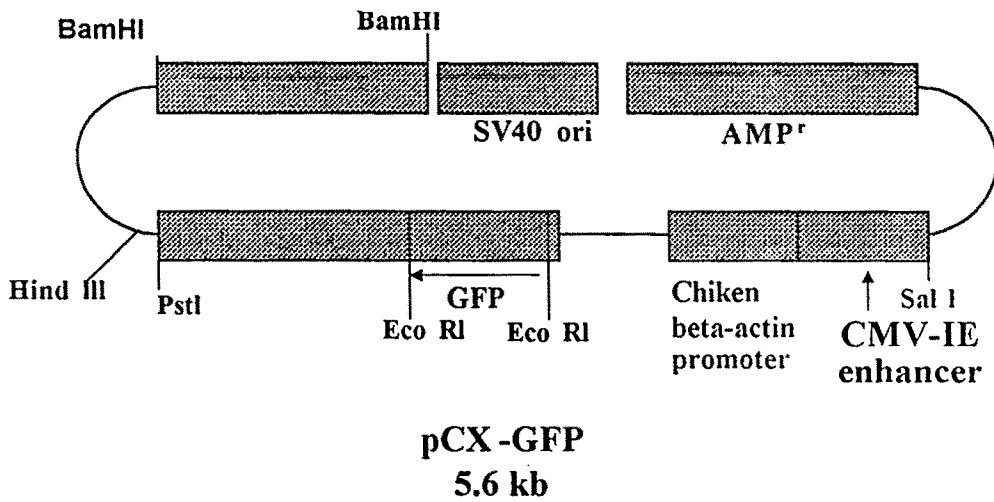 BamHI
BamHI
SV40 ori
AMPʳ
Hind III
PstI
GFP
Eco RI
Eco RI
Chiken
beta-actin
promoter
Sal I
CMV-IE
enhancer
pCX -GFP
5.6 kb